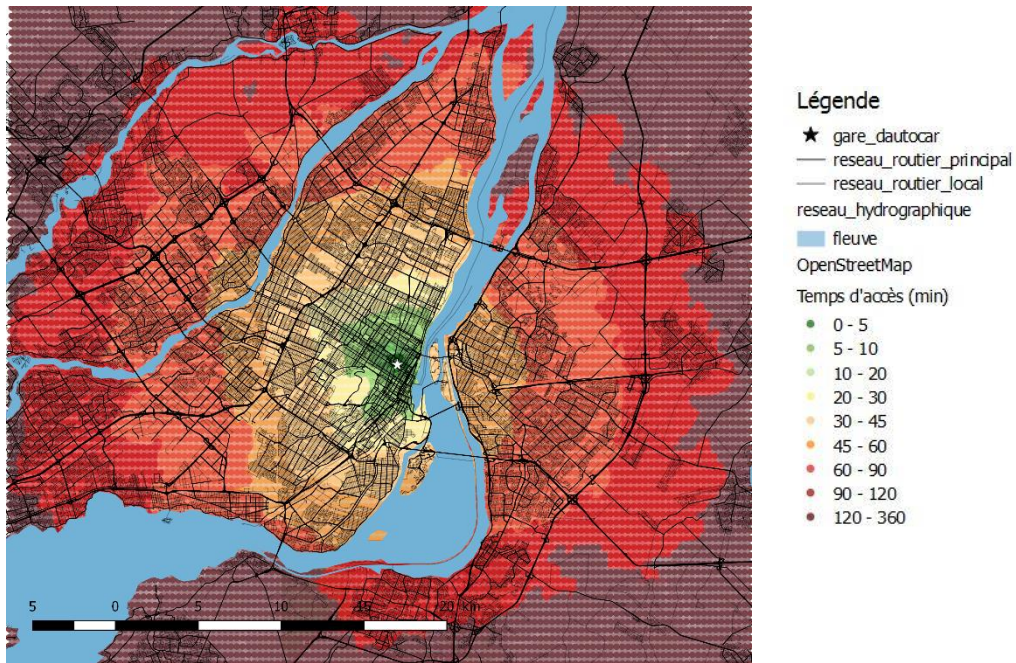 Légende
gare_dautocar
reseau_routier_principal
reseau_routier_local
reseau_hydrographique
fleuve
OpenStreetMap
Temps d'accès (min)
0 - 5
5 - 10
10 - 20
20 - 30
30 - 45
45 - 60
60 - 90
90 - 120
120 - 360
5 0 5 10 15 20 km